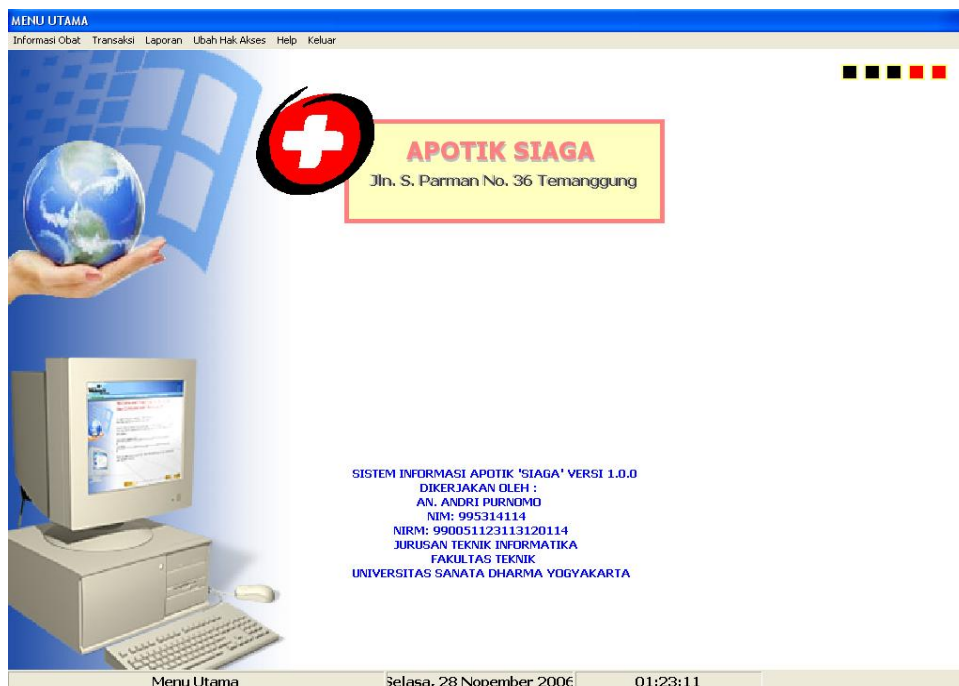 MENU UTAMA
Informasi Obat Transaksi Laporan Ubah Hak Akses Help Keluar
APOTIK SIAGA
Jln. S. Parman No. 36 Temanggung
SISTEM INFORMASI APOTIK 'SIAGA' VERSI 1.0.0
DIKERJAKAN OLEH :
AN. ANDRI PURNOMO
NIM: 995314114
NIRM: 990051123113120114
JURUSAN TEKNIK INFORMATIKA
FAKULTAS TEKNIK
UNIVERSITAS SANATA DHARMA YOGYAKARTA
Menu Utama Selasa, 28 Nopember 2006 01:23:11